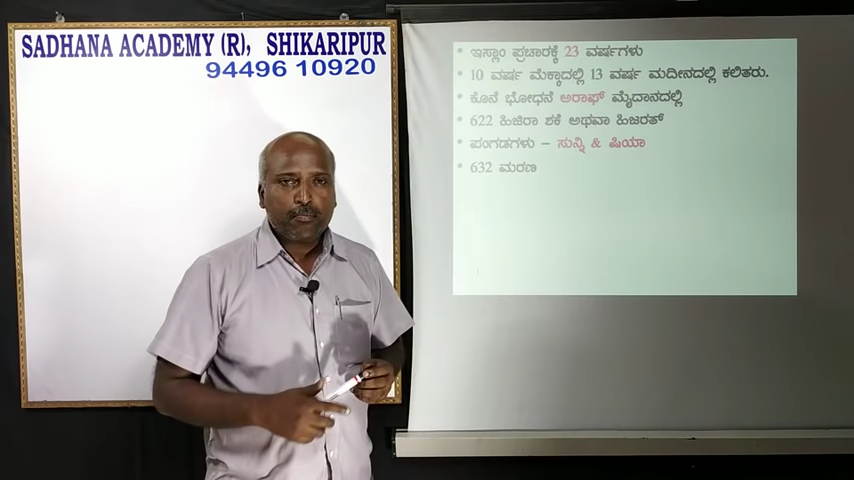 SADHANA ACADEMY (R), SHIKARIPUR
94496 10920
• ಇಸ್ಲಾಂ ಪ್ರಚಾರಕ್ಕೆ 23 ವರ್ಷಗಳು
• 10 ವರ್ಷ ಮೆಕ್ಕಾದಲ್ಲಿ 13 ವರ್ಷ ಮದೀನದಲ್ಲಿ ಕಲಿತರು.
• ಕೊನೆ ಭೋಧನೆ ಅರಾಫ್ ಮೈದಾನದಲ್ಲಿ
• 622 ಹಿಜಿರಾ ಶಕೆ ಅಥವಾ ಹಿಜರತ್
• ಪಂಗಡಗಳು – ಸುನ್ನಿ & ಷಿಯಾ
• 632 ಮರಣ